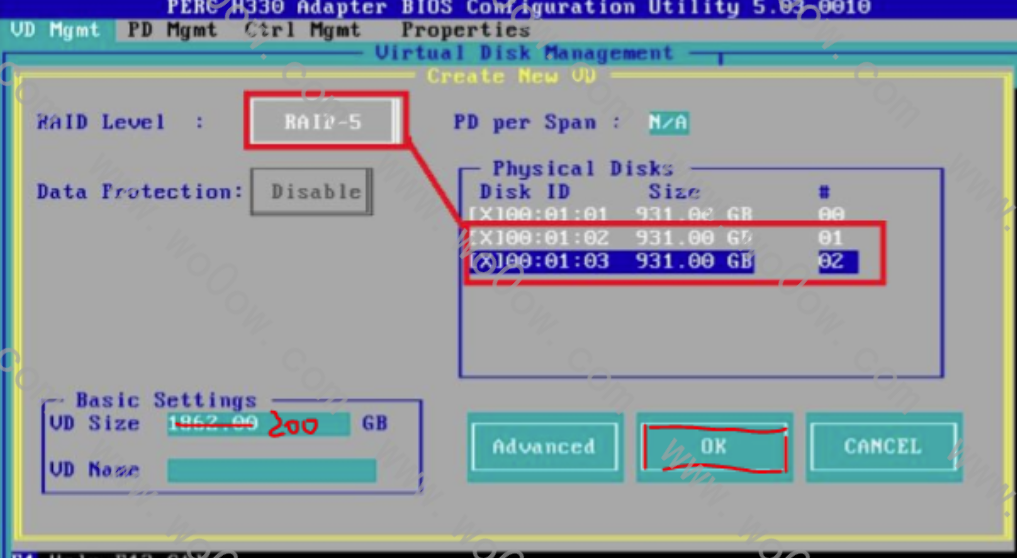 PERC H330 Adapter BIOS Configuration Utility 5.03-0010
VD Mgmt PD Mgmt Ctrl Mgmt Properties
Virtual Disk Management
Create New VD
RAID Level : RAID-5 PD per Span : N/A
Physical Disks
Data Protection: Disable Disk ID Size #
[X]00:01:01 931.00 GB 00
[X]00:01:02 931.00 GB 01
[X]00:01:03 931.00 GB 02
Basic Settings
VD Size 1862.00 200 GB
VD Name
Advanced OK CANCEL